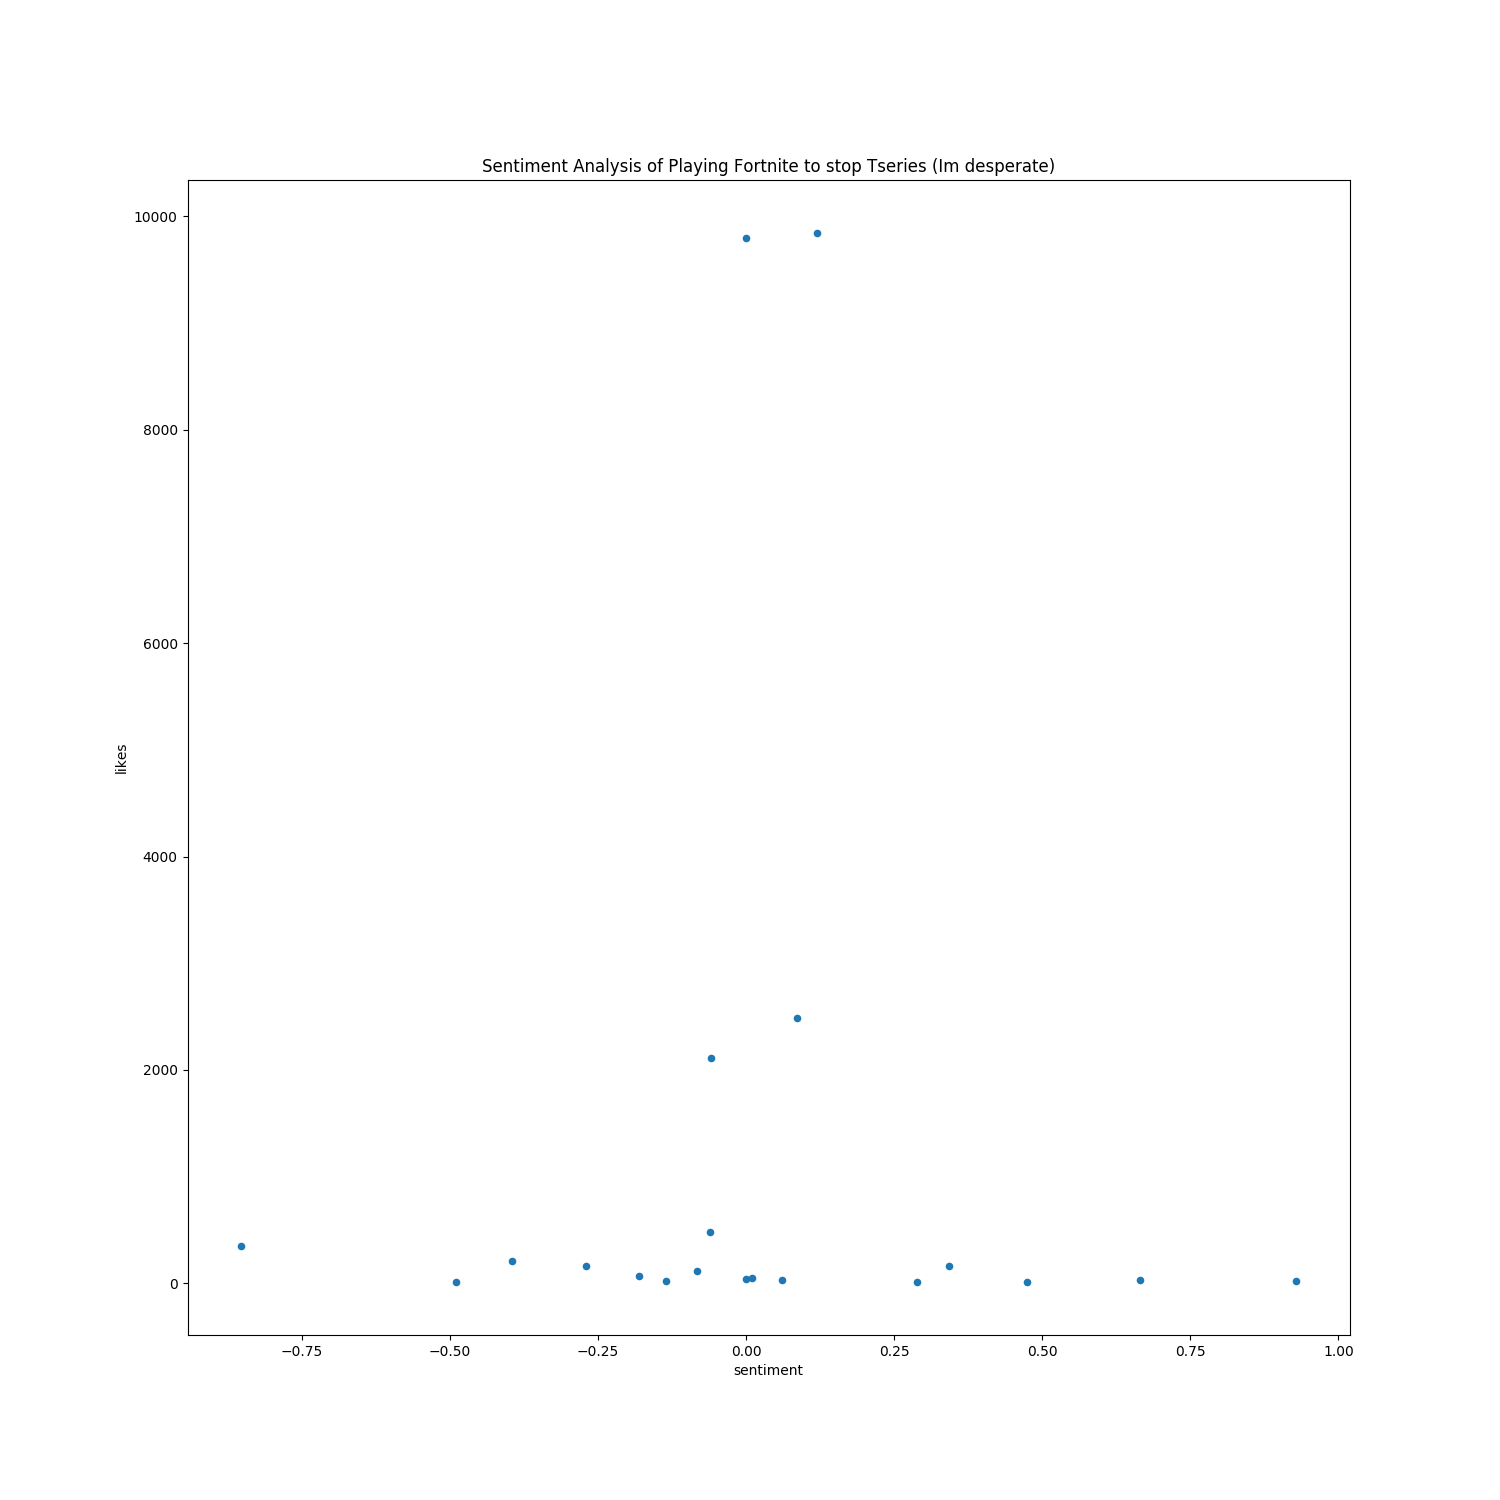 Sentiment Analysis of Playing Fortnite to stop Tseries (Im desperate)
10000
8000
6000
4000
2000
0
likes
−0.75 −0.50 −0.25 0.00 0.25 0.50 0.75 1.00
sentiment